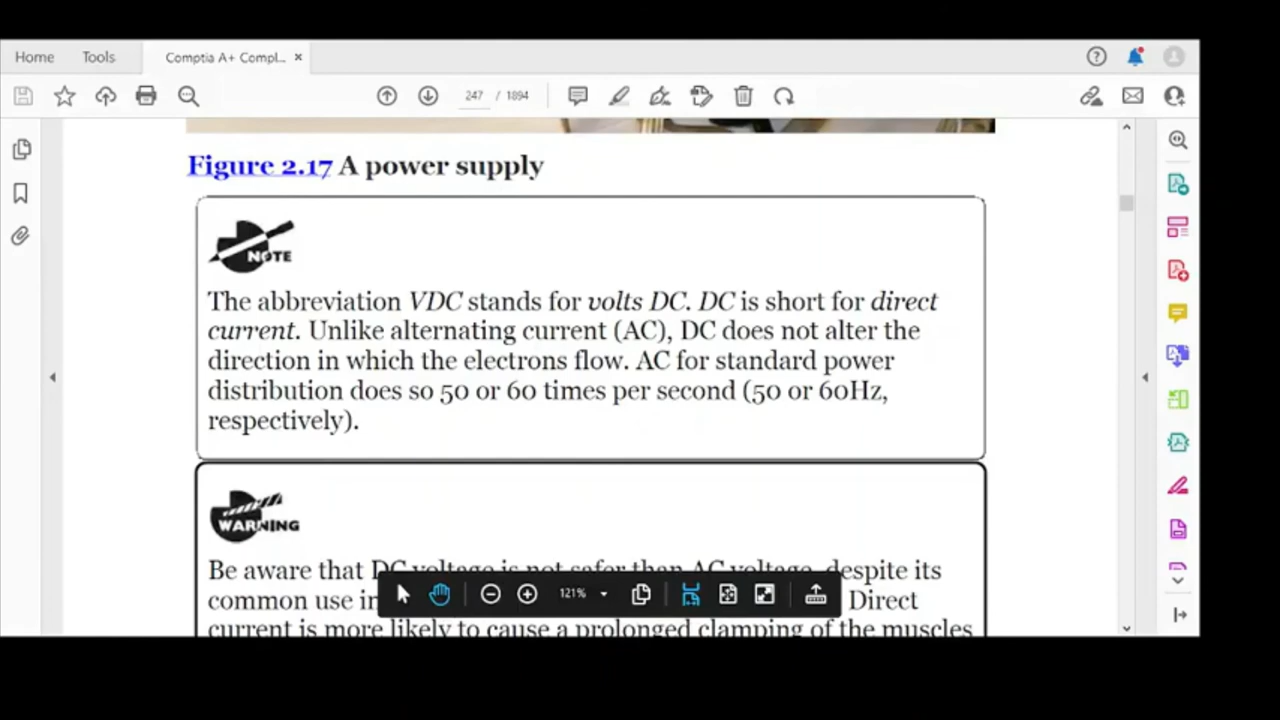 Home Tools Comptia A+ Compl... ×
247 / 1894
Figure 2.17 A power supply
NOTE
The abbreviation VDC stands for volts DC. DC is short for direct
current. Unlike alternating current (AC), DC does not alter the
direction in which the electrons flow. AC for standard power
distribution does so 50 or 60 times per second (50 or 60Hz,
respectively).
WARNING
Be aware that DC voltage is not safer than AC voltage, despite its
common use in Direct
current is more likely to cause a prolonged clamping of the muscles
121%